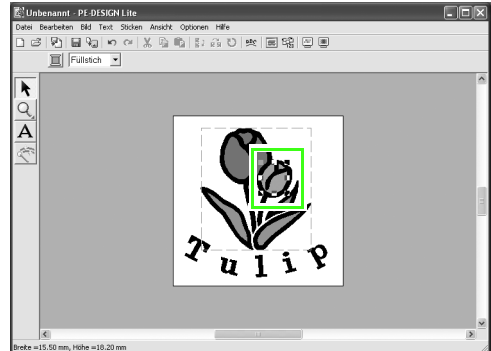 Unbenannt - PE-DESIGN Lite
Datei Bearbeiten Bild Text Sticken Ansicht Optionen Hilfe
Füllstich
A
Tulip
Breite =15.50 mm, Höhe =18.20 mm